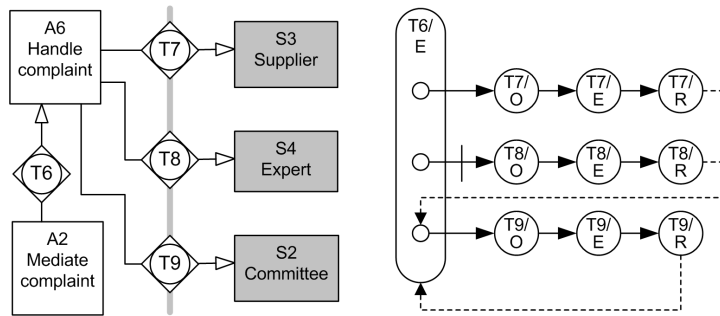 A6
Handle
complaint
T7
S3
Supplier
T8
S4
Expert
T6
A2
Mediate
complaint
T9
S2
Committee
T6/
E
T7/
O
T7/
E
T7/
R
T8/
O
T8/
E
T8/
R
T9/
O
T9/
E
T9/
R